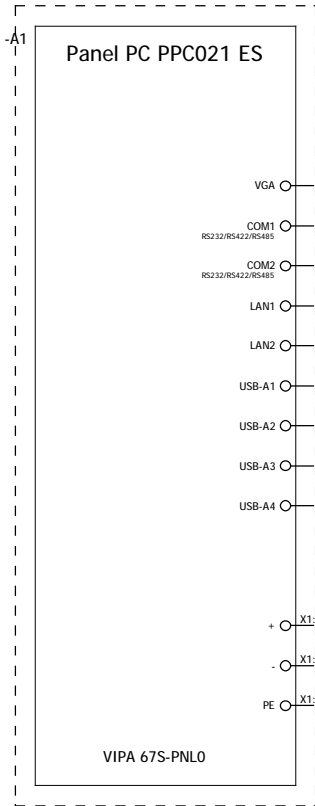 -A1
Panel PC PPC021 ES
VGA
COM1
RS232/RS422/RS485
COM2
RS232/RS422/RS485
LAN1
LAN2
USB-A1
USB-A2
USB-A3
USB-A4
+ X1:
- X1:
PE X1:
VIPA 67S-PNL0